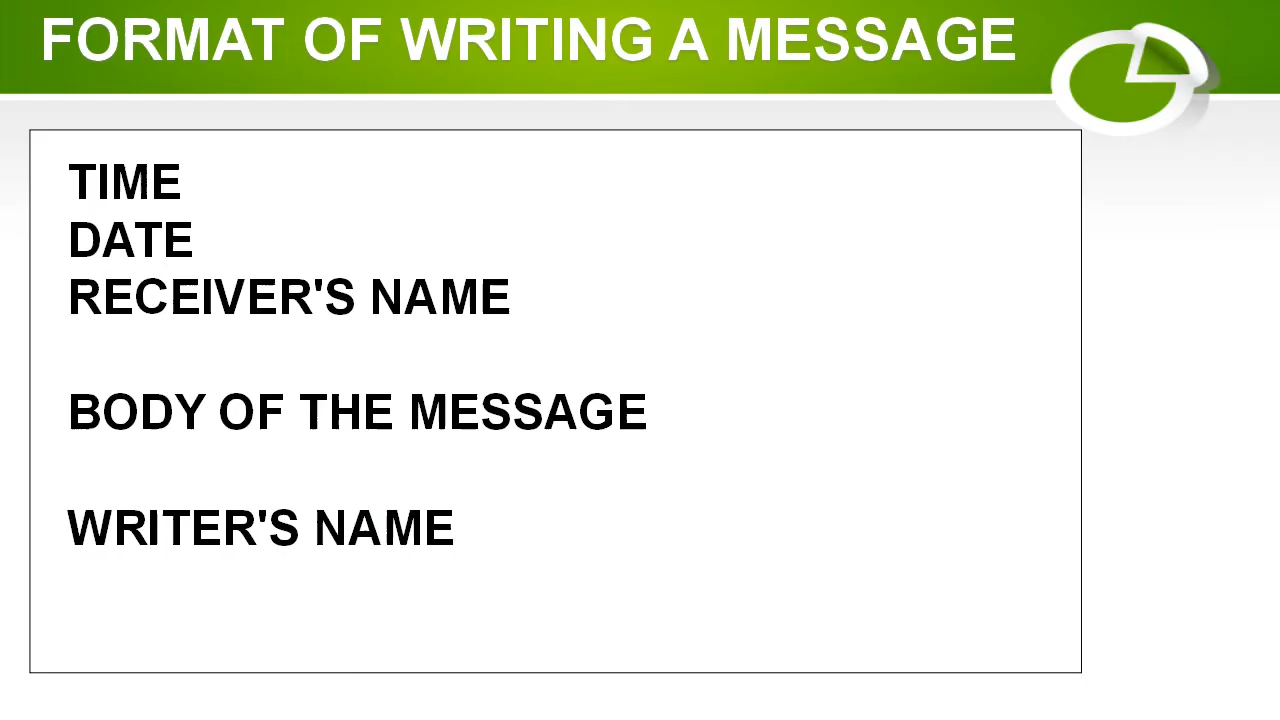 FORMAT OF WRITING A MESSAGE
TIME
DATE
RECEIVER'S NAME
BODY OF THE MESSAGE
WRITER'S NAME